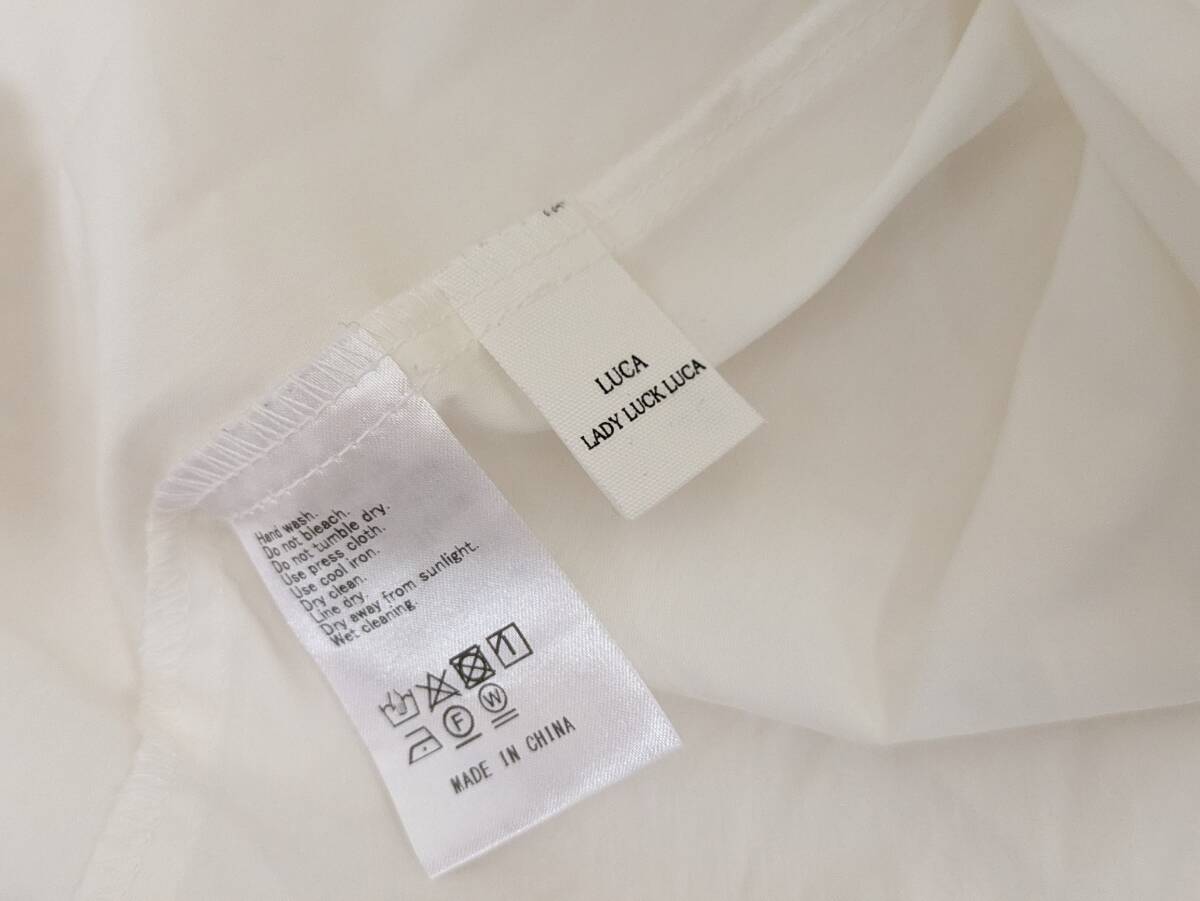 LUCA
LADY LUCK LUCA
Hand wash.
Do not bleach.
Do not tumble dry.
Use press cloth.
Use cool iron.
Dry clean.
Line dry.
Dry away from sunlight.
Wet cleaning.
F W
MADE IN CHINA